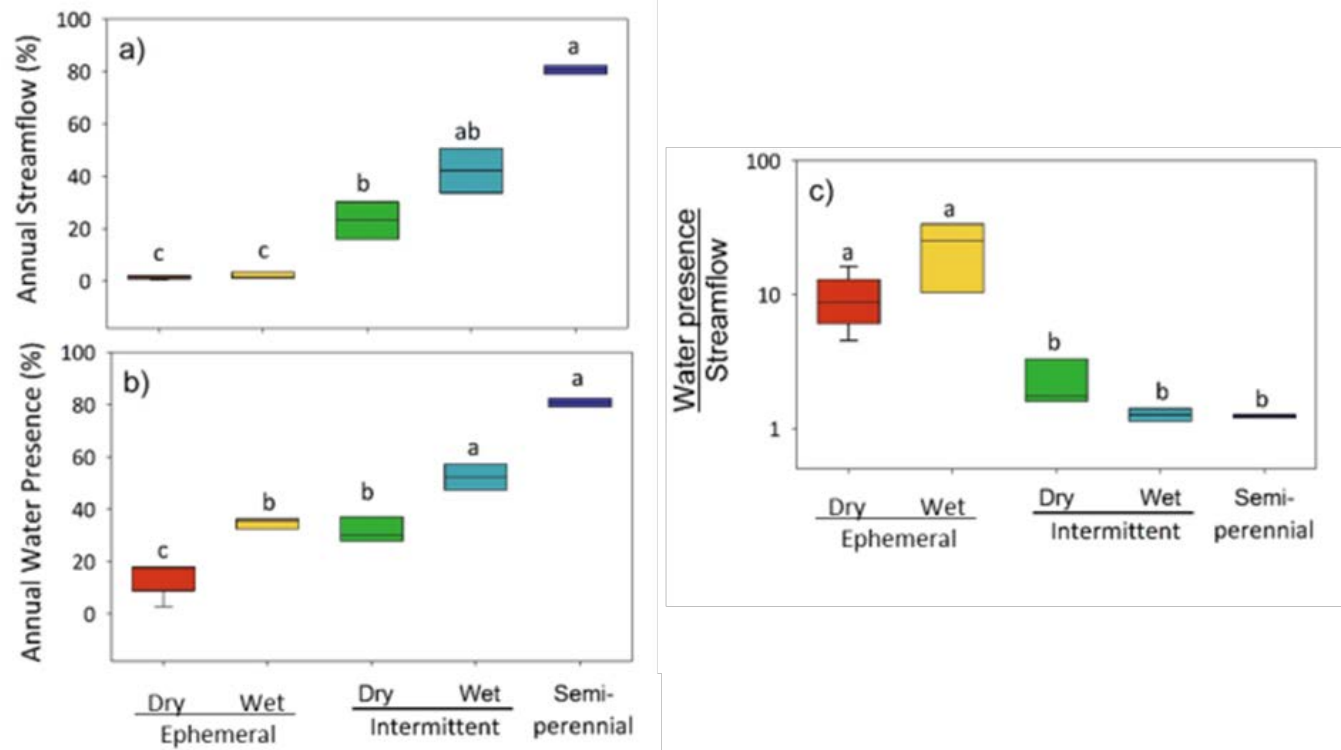 a)
Annual Streamflow (%)
100
80
60
40
20
0
c
c
b
ab
a
b)
Annual Water Presence (%)
100
80
60
40
20
0
c
b
b
a
a
Dry
Wet
Ephemeral
Dry
Wet
Intermittent
Semi-
perennial
c)
Water presence
Streamflow
100
10
1
a
a
b
b
b
Dry
Wet
Ephemeral
Dry
Wet
Intermittent
Semi-
perennial